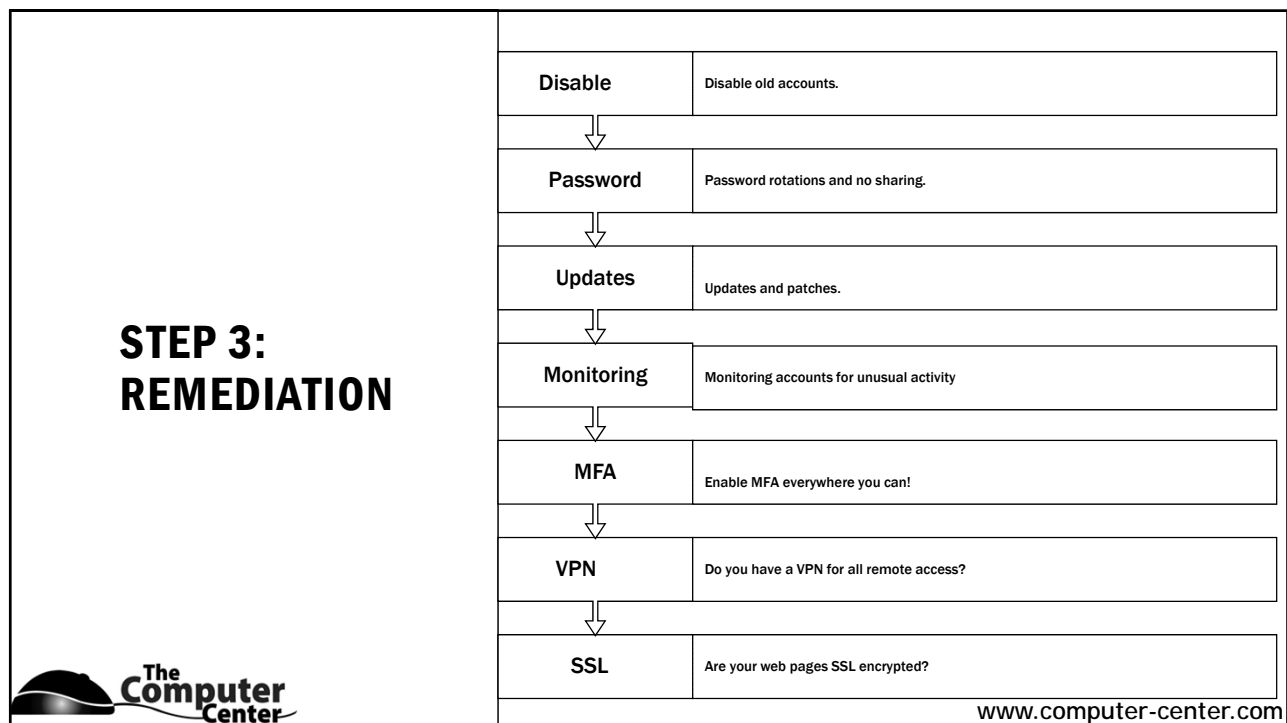 STEP 3:
REMEDIATION
Disable
Disable old accounts.
Password
Password rotations and no sharing.
Updates
Updates and patches.
Monitoring
Monitoring accounts for unusual activity
MFA
Enable MFA everywhere you can!
VPN
Do you have a VPN for all remote access?
SSL
Are your web pages SSL encrypted?
The
Computer
Center
www.computer-center.com